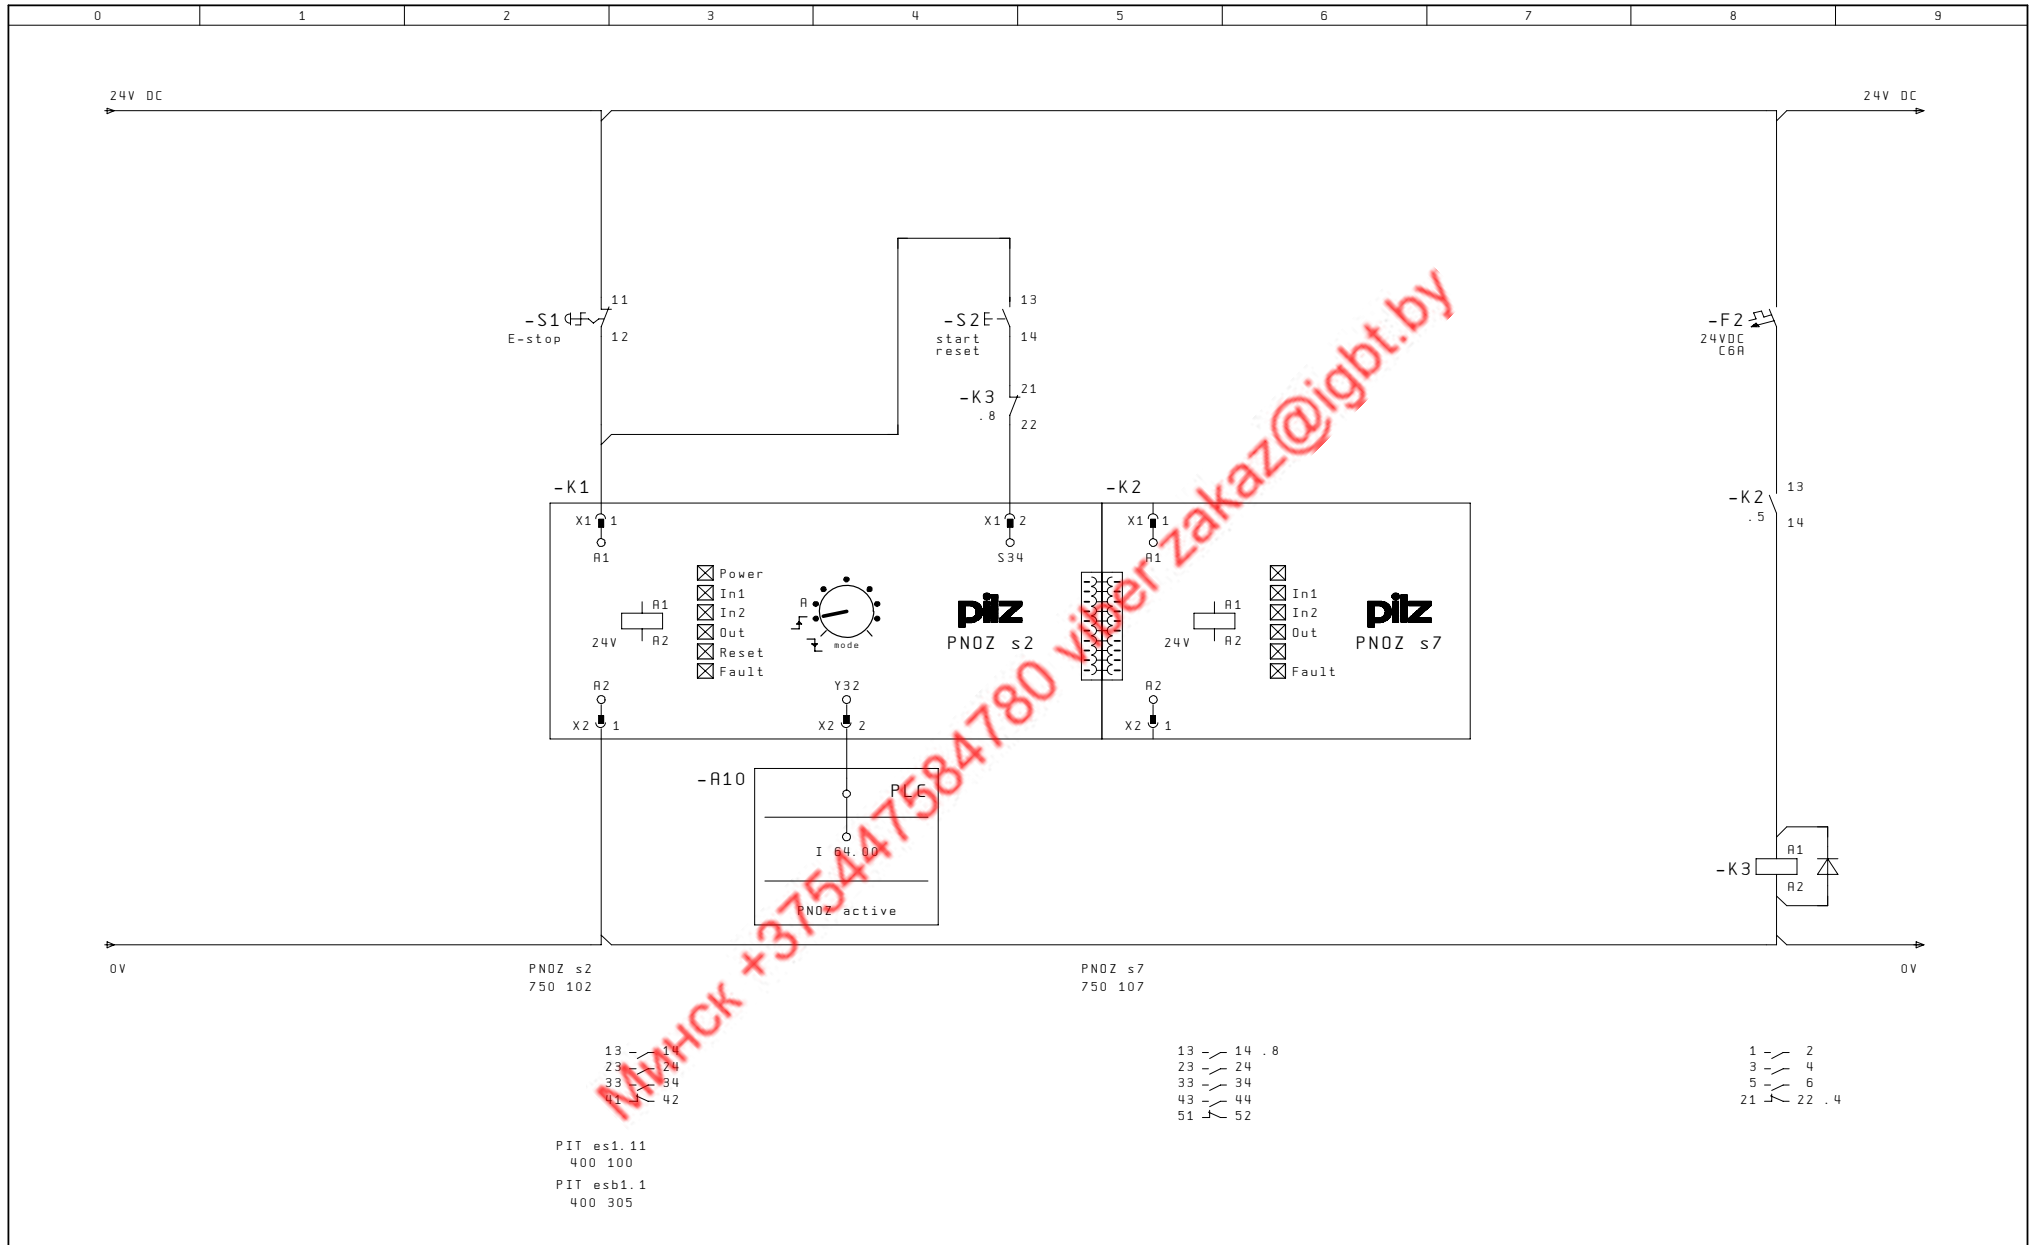 0 1 2 3 4 5 6 7 8 9
24V DC
24V DC
11
-S1
E-stop
12
13
-S2
start
reset
14
21
-K3
.8
22
-F2
24VDC
C6A
-K2
.5
13
14
-K1
X1 1
A1
X1 2
S34
Power
In1
In2
Out
Reset
Fault
A1
A2
24V
A
mode
pilz
PNOZ s2
A2
X2 1
Y32
X2 2
-K2
X1 1
A1
A1
A2
24V
In1
In2
Out
Fault
pilz
PNOZ s7
A2
X2 1
-A10
PLC
I 64.00
PNOZ active
-K3
A1
A2
0V
0V
PNOZ s2
750 102
PNOZ s7
750 107
13 14
23 24
33 34
41 42
13 14 .8
23 24
33 34
43 44
51 52
1 2
3 4
5 6
21 22 .4
PIT es1.11
400 100
PIT esb1.1
400 305
Минск +375447584780 viber zakaz@igbt.by